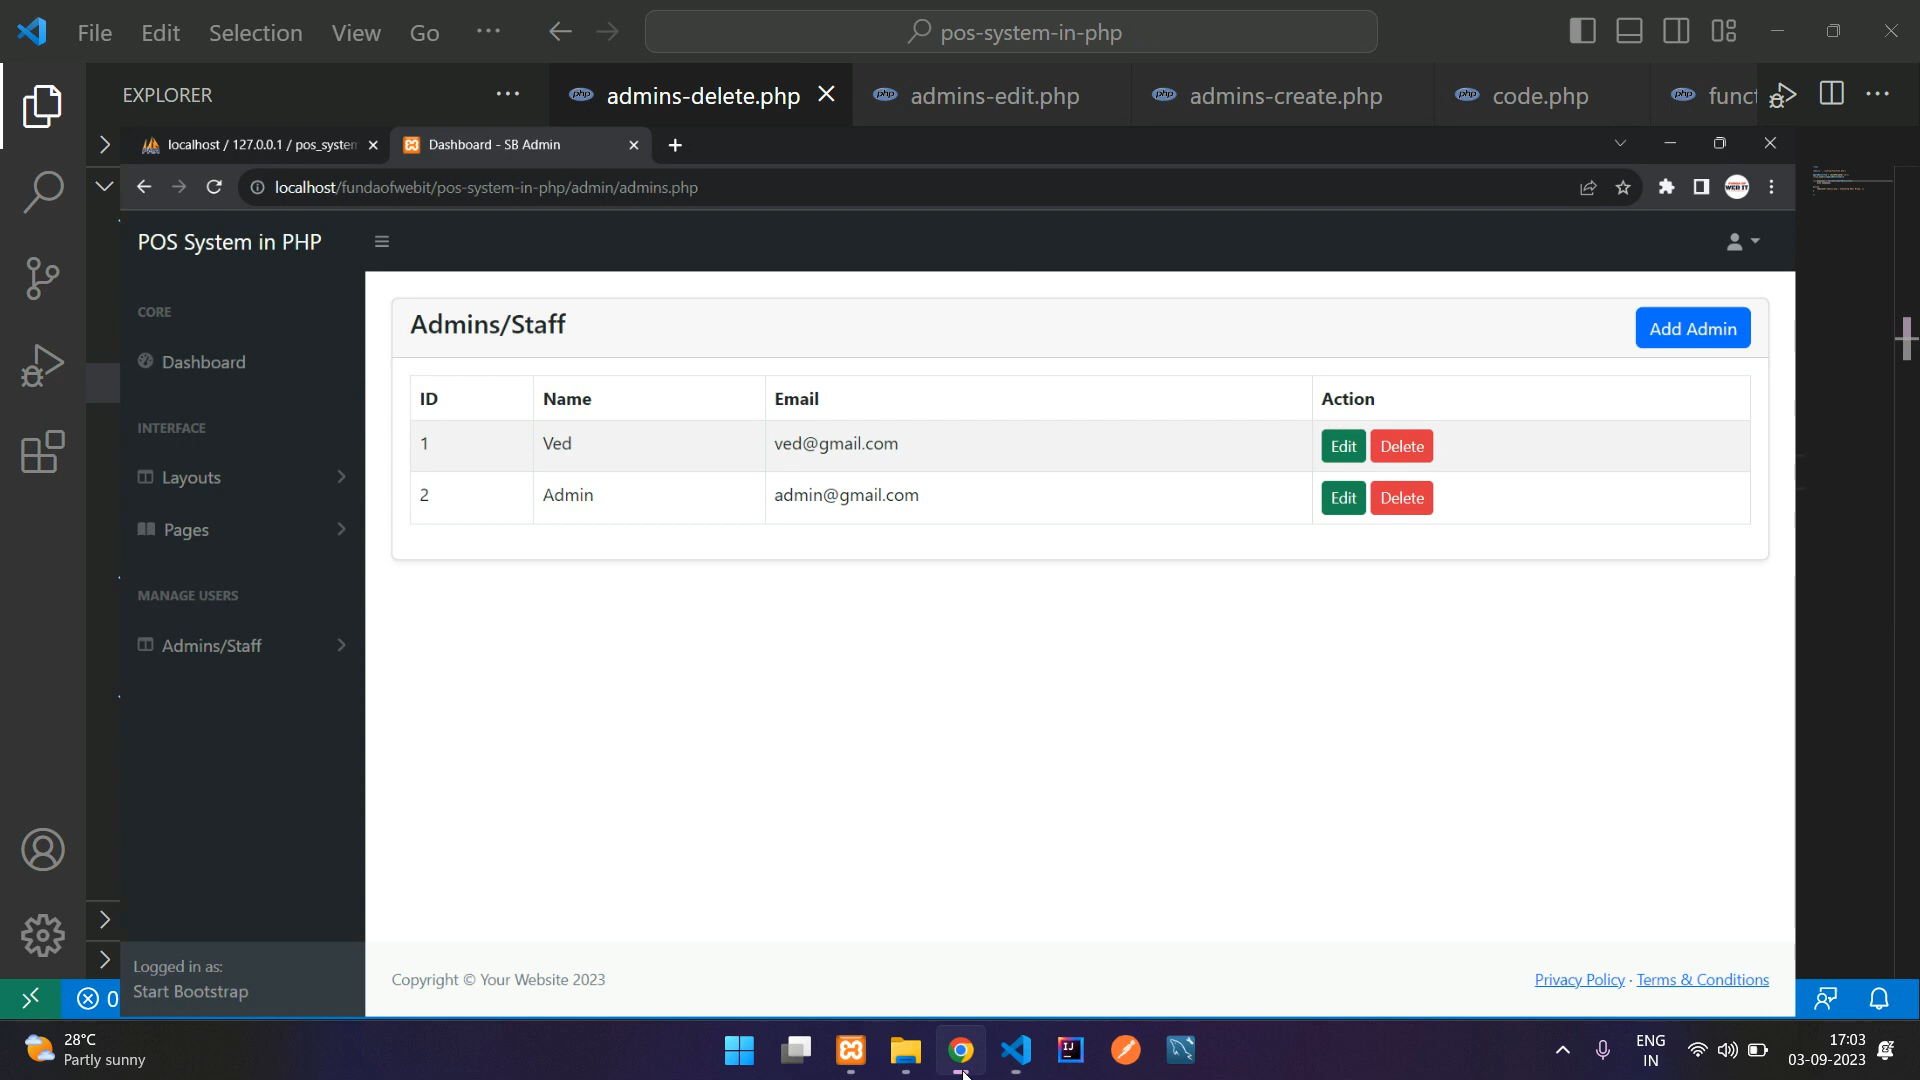 File Edit Selection View Go ···
pos-system-in-php
EXPLORER
admins-delete.php
admins-edit.php
admins-create.php
code.php
funct
localhost / 127.0.0.1 / pos_system
Dashboard - SB Admin
localhost/fundaofwebit/pos-system-in-php/admin/admins.php
POS System in PHP
CORE
Dashboard
INTERFACE
Layouts
Pages
MANAGE USERS
Admins/Staff
Logged in as:
Start Bootstrap
Admins/Staff
Add Admin
ID Name Email Action
1 Ved ved@gmail.com Edit Delete
2 Admin admin@gmail.com Edit Delete
Copyright © Your Website 2023
Privacy Policy · Terms & Conditions
0
28°C
Partly sunny
ENG
IN
17:03
03-09-2023